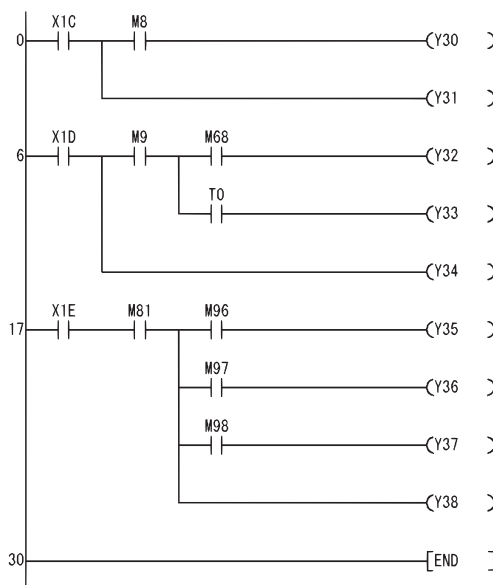 X1C M8
0 (Y30 )
(Y31 )
X1D M9 M68
6 (Y32 )
T0
(Y33 )
(Y34 )
X1E M81 M96
17 (Y35 )
M97
(Y36 )
M98
(Y37 )
(Y38 )
30 [END ]